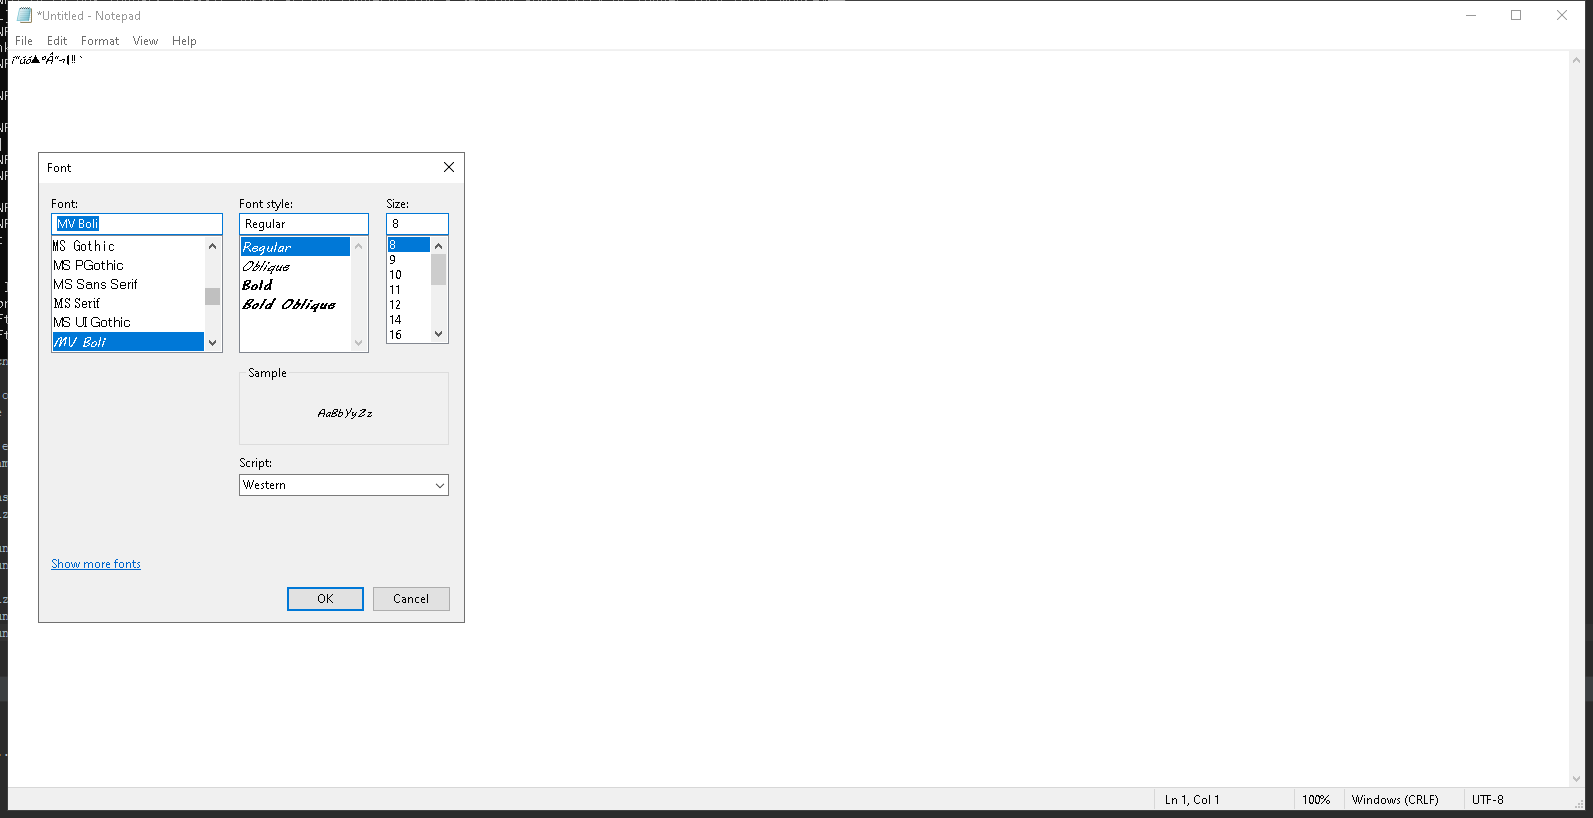 *Untitled - Notepad
File Edit Format View Help
Font
Font: Font style: Size:
MV Boli Regular 8
MS Gothic
MS PGothic
MS Sans Serif
MS Serif
MS UI Gothic
MV Boli
Regular
Oblique
Bold
Bold Oblique
8
9
10
11
12
14
16
Sample
AaBbYyZz
Script:
Western
Show more fonts
OK Cancel
Ln 1, Col 1 100% Windows (CRLF) UTF-8